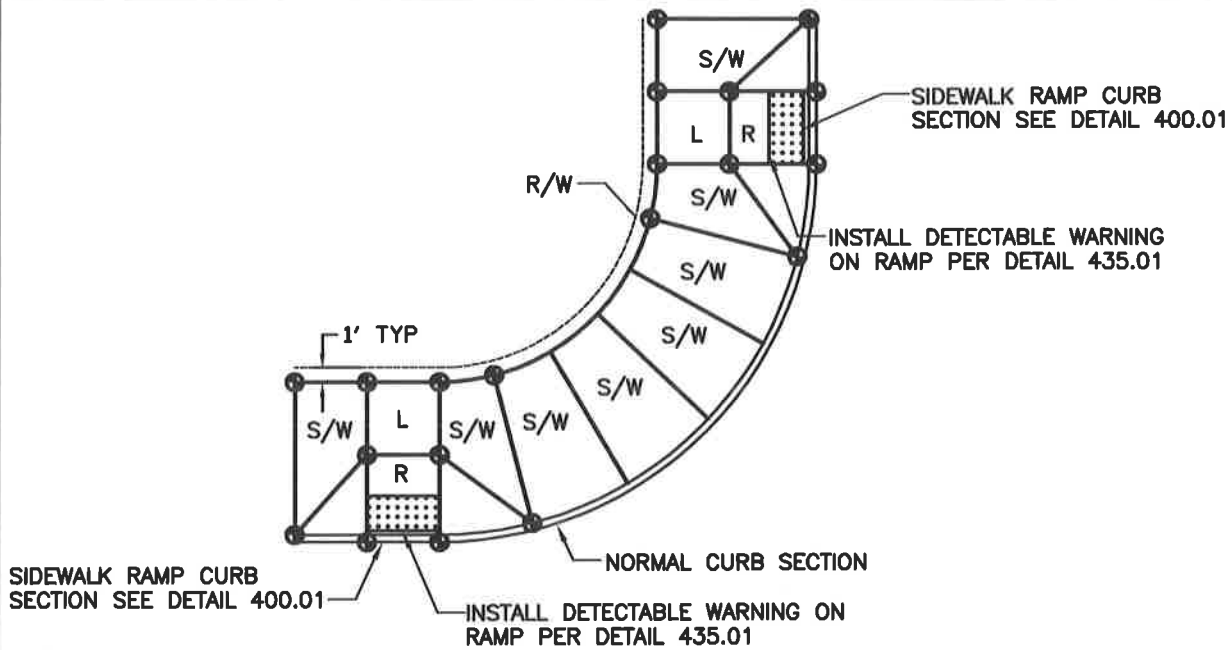 S/W
SIDEWALK RAMP CURB
SECTION SEE DETAIL 400.01
L R
R/W
S/W
INSTALL DETECTABLE WARNING
ON RAMP PER DETAIL 435.01
S/W
1' TYP
S/W
S/W
L
S/W
S/W
S/W
R
NORMAL CURB SECTION
SIDEWALK RAMP CURB
SECTION SEE DETAIL 400.01
INSTALL DETECTABLE WARNING ON
RAMP PER DETAIL 435.01